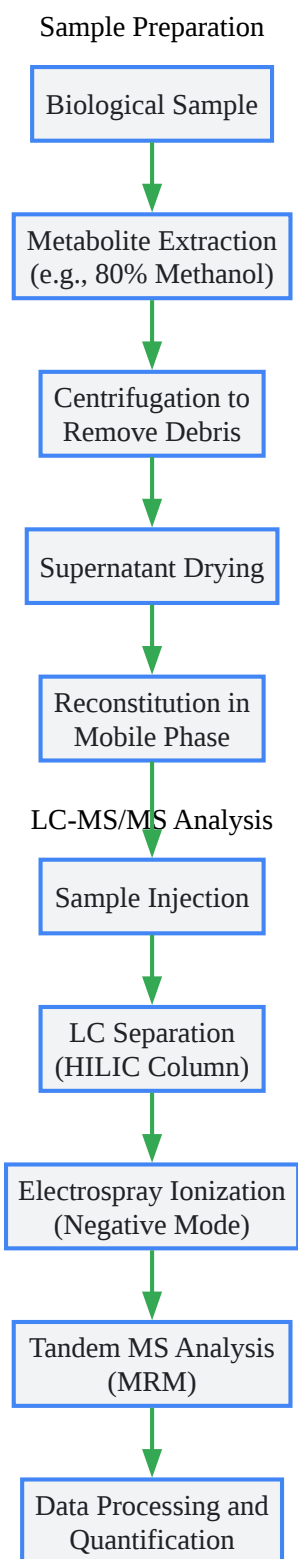 Sample Preparation
Biological Sample
Metabolite Extraction
(e.g., 80% Methanol)
Centrifugation to
Remove Debris
Supernatant Drying
Reconstitution in
Mobile Phase
LC-MS/MS Analysis
Sample Injection
LC Separation
(HILIC Column)
Electrospray Ionization
(Negative Mode)
Tandem MS Analysis
(MRM)
Data Processing and
Quantification